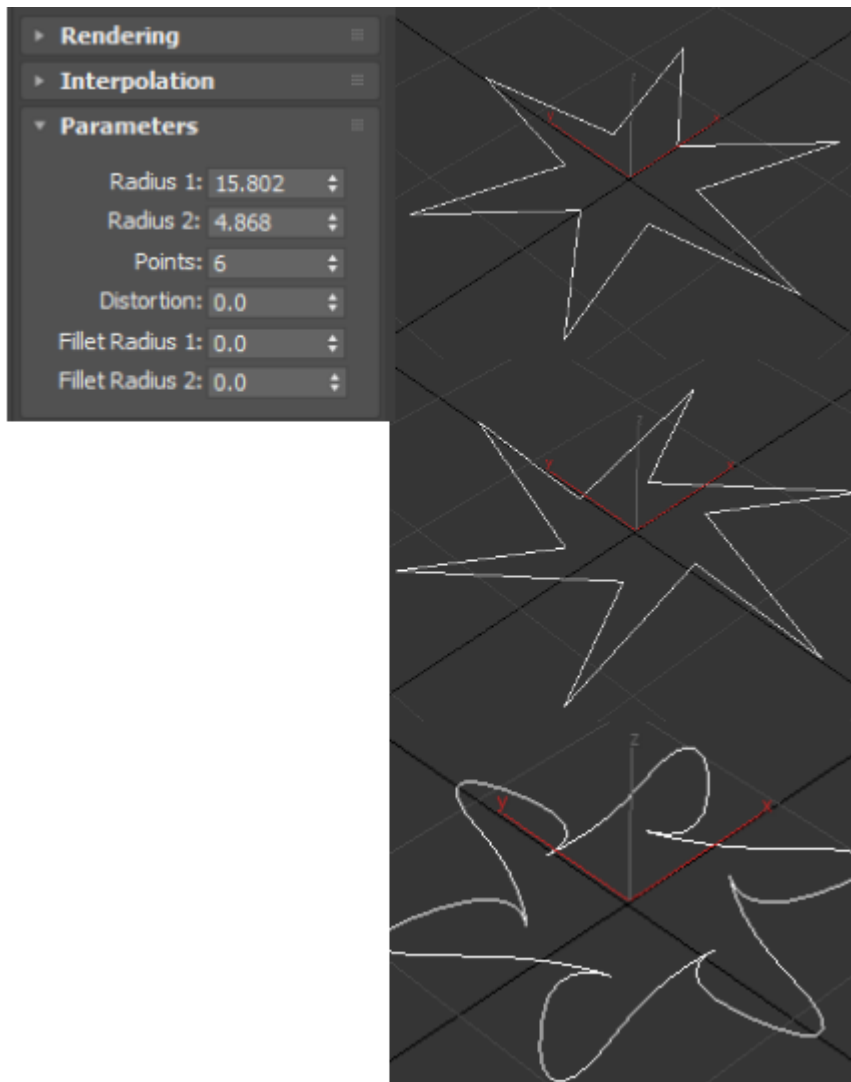 Rendering
Interpolation
Parameters
Radius 1: 15.802
Radius 2: 4.868
Points: 6
Distortion: 0.0
Fillet Radius 1: 0.0
Fillet Radius 2: 0.0
z
y
x
z
y
x
z
y
x